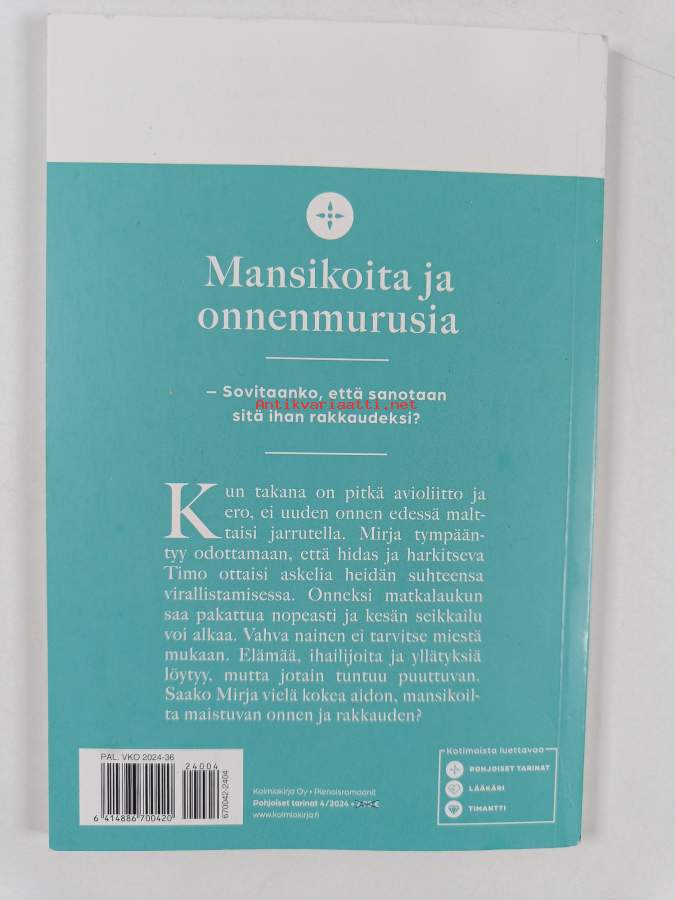 Mansikoita ja
onnenmurusia
– Sovitaanko, että sanotaan
Antikvariaatti.net
sitä ihan rakkaudeksi?
Kun takana on pitkä avioliitto ja
ero, ei uuden onnen edessä malt-
taisi jarrutella. Mirja tympään-
tyy odottamaan, että hidas ja harkitseva
Timo ottaisi askelia heidän suhteensa
virallistamisessa. Onneksi matkalaukun
saa pakattua nopeasti ja kesän seikkailu
voi alkaa. Vahva nainen ei tarvitse miestä
mukaan. Elämää, ihailijoita ja yllätyksiä
löytyy, mutta jotain tuntuu puuttuvan.
Saako Mirja vielä kokea aidon, mansikoil-
ta maistuvan onnen ja rakkauden?
PAL. VKO 2024-36
24004
6 414886 700420
670042-2404
Kolmiokirja Oy • Pienoisromaanit
Pohjoiset tarinat 4/2024 •
www.kolmiokirja.fi
Kotimaista luettavaa
POHJOISET TARINAT
LÄÄKÄRI
TIMANTTI